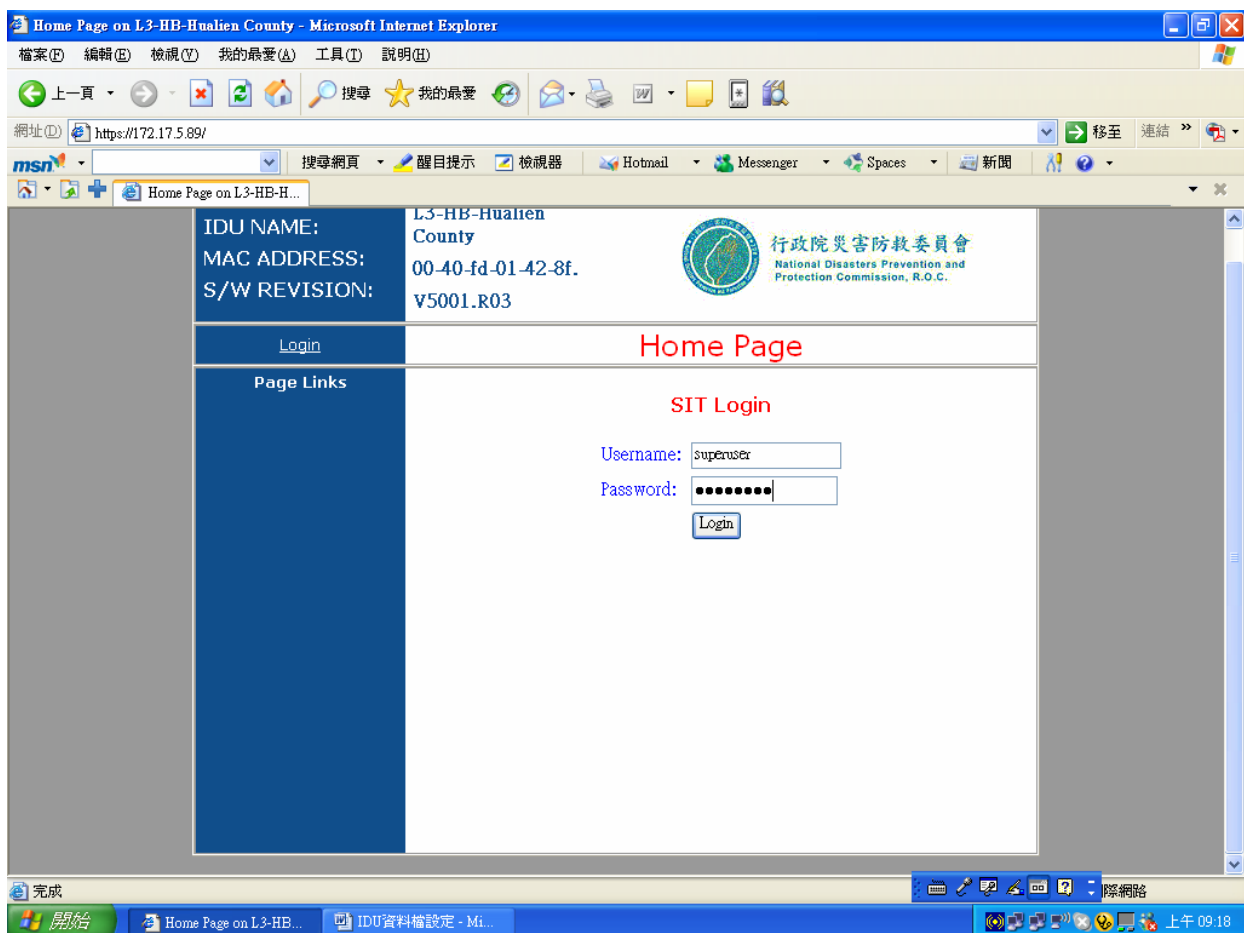 Home Page on L3-HB-Hualien County - Microsoft Internet Explorer
檔案(F) 編輯(E) 檢視(V) 我的最愛(A) 工具(T) 說明(H)
上一頁 搜尋 我的最愛
網址(D) https://172.17.5.89/ 移至 連結 »
msn 搜尋網頁 醒目提示 檢視器 Hotmail Messenger Spaces 新聞
Home Page on L3-HB-H...
IDU NAME: L3-HB-Hualien County
MAC ADDRESS: 00-40-fd-01-42-8f.
S/W REVISION: V5001.R03
行政院災害防救委員會
National Disasters Prevention and
Protection Commission, R.O.C.
Login Home Page
Page Links
SIT Login
Username: superuser
Password: ●●●●●●●●
Login
完成 際網路
開始 Home Page on L3-HB... IDU資料檔設定 - Mi... 上午 09:18